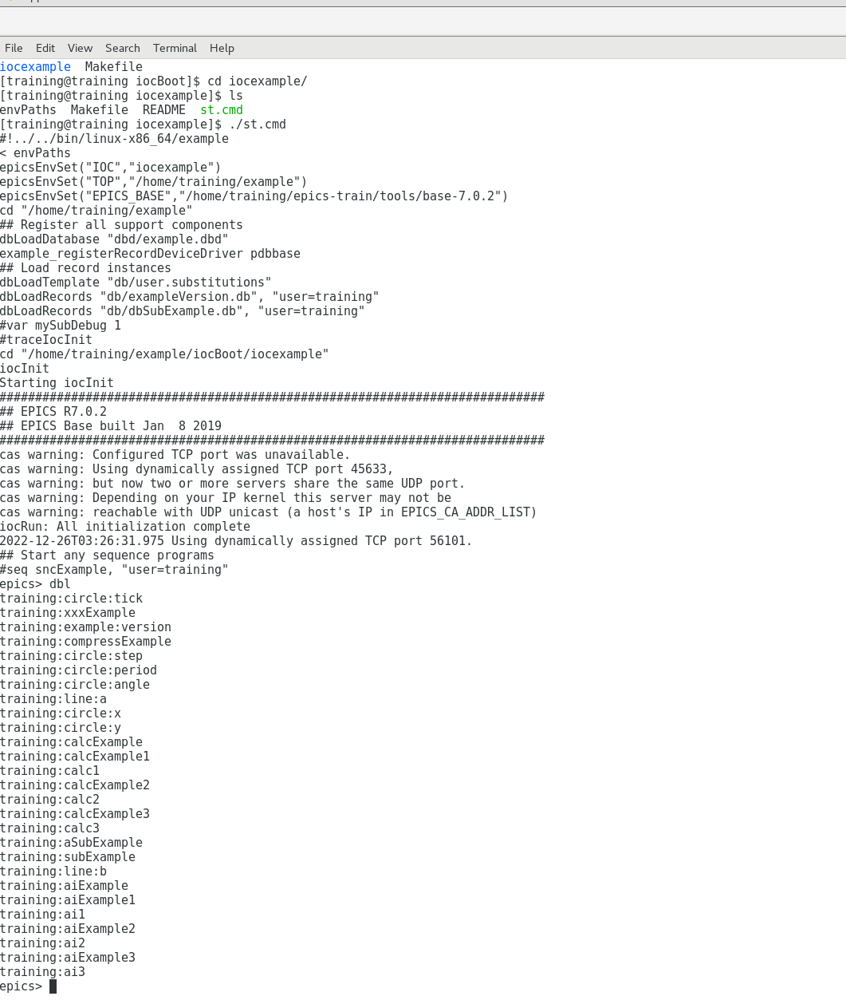 File Edit View Search Terminal Help
iocexample  Makefile
[training@training iocBoot]$ cd iocexample/
[training@training iocexample]$ ls
envPaths  Makefile  README  st.cmd
[training@training iocexample]$ ./st.cmd
#!../../bin/linux-x86_64/example
< envPaths
epicsEnvSet("IOC","iocexample")
epicsEnvSet("TOP","/home/training/example")
epicsEnvSet("EPICS_BASE","/home/training/epics-train/tools/base-7.0.2")
cd "/home/training/example"
## Register all support components
dbLoadDatabase "dbd/example.dbd"
example_registerRecordDeviceDriver pdbbase
## Load record instances
dbLoadTemplate "db/user.substitutions"
dbLoadRecords "db/exampleVersion.db", "user=training"
dbLoadRecords "db/dbSubExample.db", "user=training"
#var mySubDebug 1
#traceIocInit
cd "/home/training/example/iocBoot/iocexample"
iocInit
Starting iocInit
############################################################################
## EPICS R7.0.2
## EPICS Base built Jan  8 2019
############################################################################
cas warning: Configured TCP port was unavailable.
cas warning: Using dynamically assigned TCP port 45633,
cas warning: but now two or more servers share the same UDP port.
cas warning: Depending on your IP kernel this server may not be
cas warning: reachable with UDP unicast (a host's IP in EPICS_CA_ADDR_LIST)
iocRun: All initialization complete
2022-12-26T03:26:31.975 Using dynamically assigned TCP port 56101.
## Start any sequence programs
#seq sncExample, "user=training"
epics> dbl
training:circle:tick
training:xxxExample
training:example:version
training:compressExample
training:circle:step
training:circle:period
training:circle:angle
training:line:a
training:circle:x
training:circle:y
training:calcExample
training:calcExample1
training:calc1
training:calcExample2
training:calc2
training:calcExample3
training:calc3
training:aSubExample
training:subExample
training:line:b
training:aiExample
training:aiExample1
training:ai1
training:aiExample2
training:ai2
training:aiExample3
training:ai3
epics>